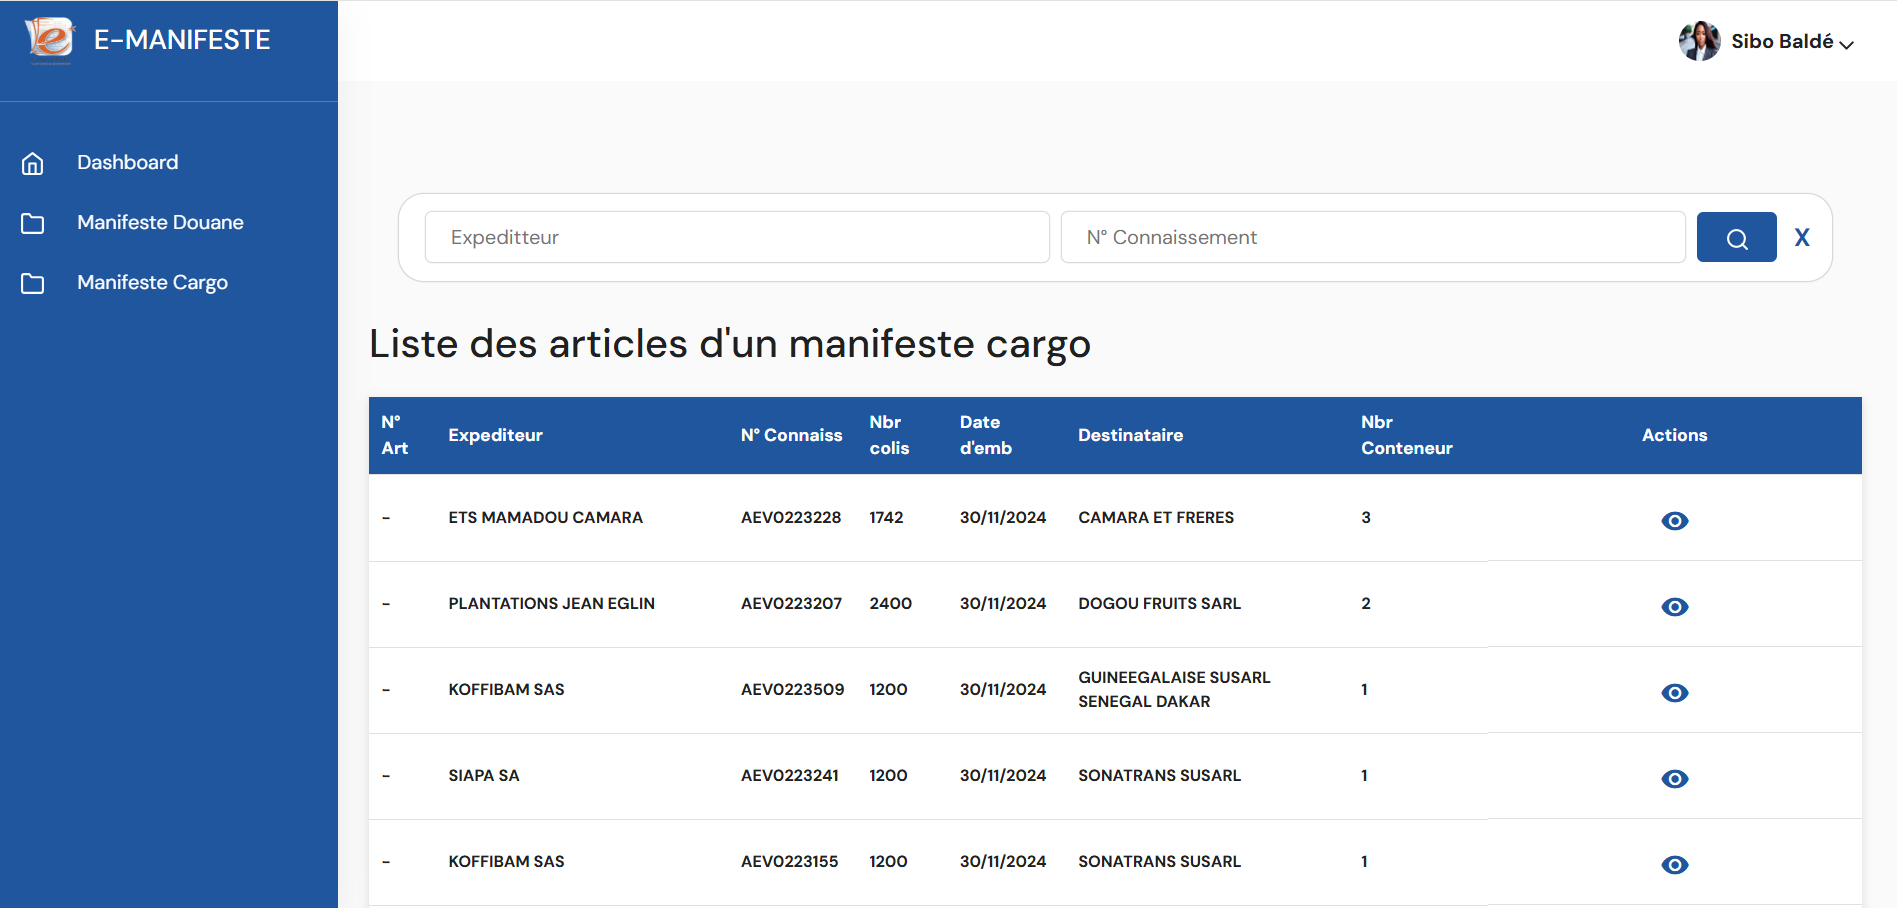 E-MANIFESTE
Sibo Baldé
Dashboard
Manifeste Douane
Manifeste Cargo
Expeditteur
N° Connaissement
X
Liste des articles d'un manifeste cargo
N° Art
Expediteur
N° Connaiss
Nbr colis
Date d'emb
Destinataire
Nbr Conteneur
Actions
- ETS MAMADOU CAMARA AEV0223228 1742 30/11/2024 CAMARA ET FRERES 3
- PLANTATIONS JEAN EGLIN AEV0223207 2400 30/11/2024 DOGOU FRUITS SARL 2
- KOFFIBAM SAS AEV0223509 1200 30/11/2024 GUINEEGALAISE SUSARL SENEGAL DAKAR 1
- SIAPA SA AEV0223241 1200 30/11/2024 SONATRANS SUSARL 1
- KOFFIBAM SAS AEV0223155 1200 30/11/2024 SONATRANS SUSARL 1